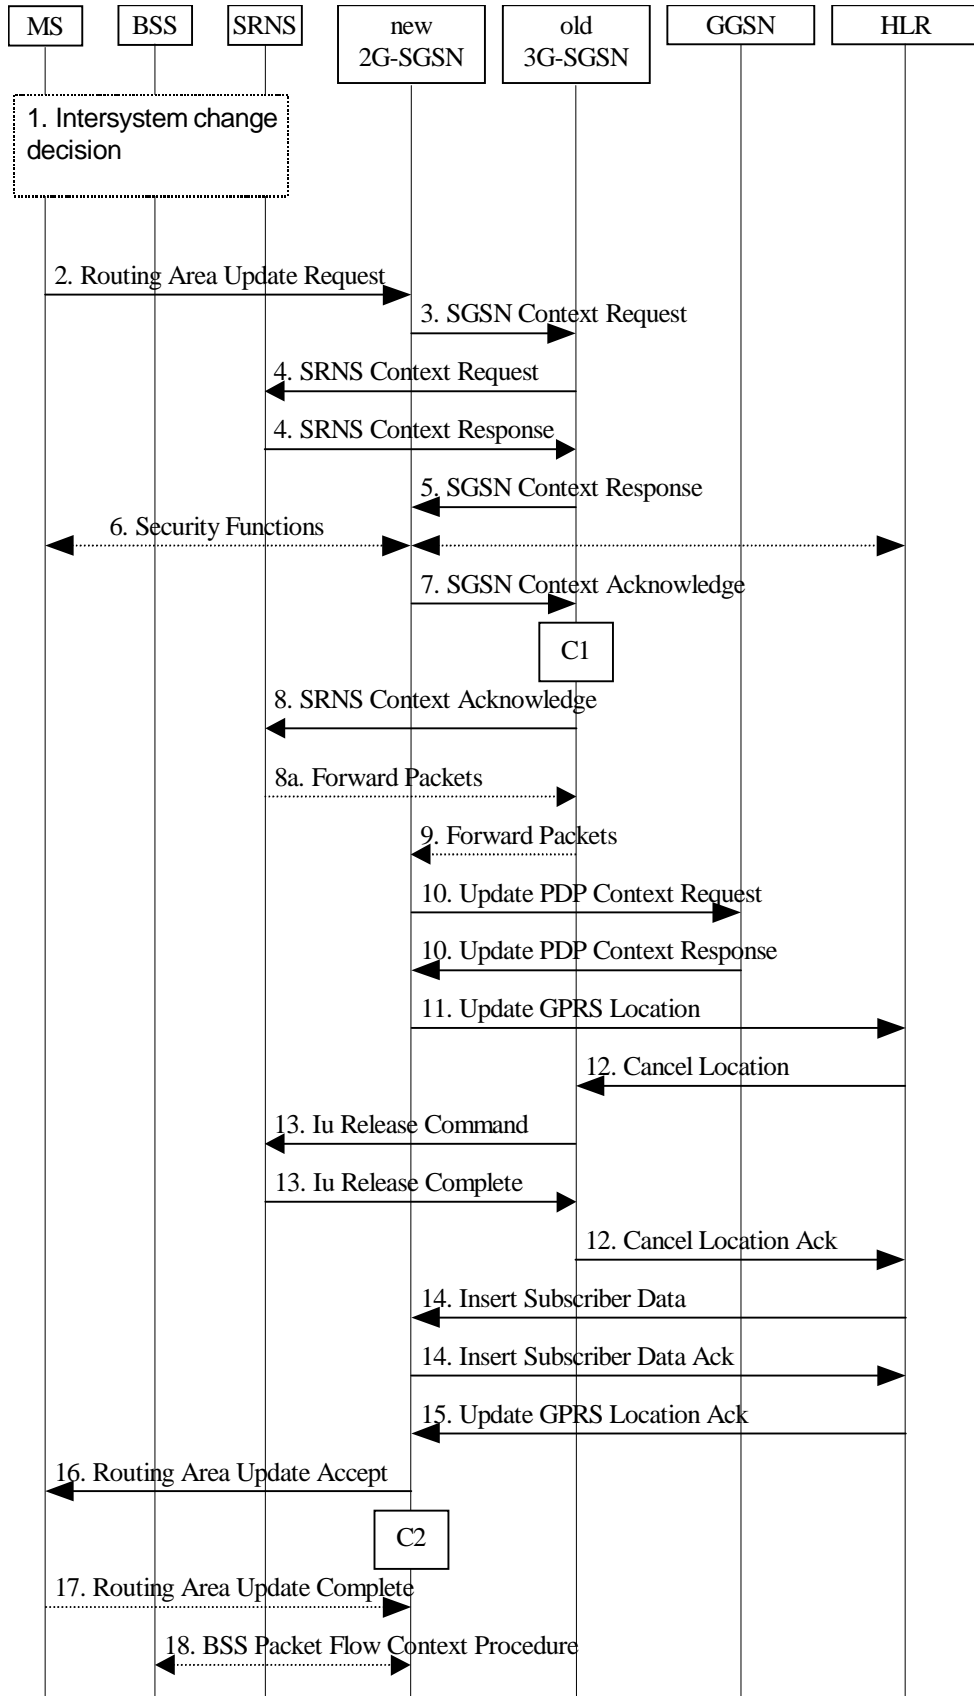 MS
BSS
SRNS
new
2G-SGSN
old
3G-SGSN
GGSN
HLR
1. Intersystem change
decision
2. Routing Area Update Request
3. SGSN Context Request
4. SRNS Context Request
4. SRNS Context Response
5. SGSN Context Response
6. Security Functions
7. SGSN Context Acknowledge
C1
8. SRNS Context Acknowledge
8a. Forward Packets
9. Forward Packets
10. Update PDP Context Request
10. Update PDP Context Response
11. Update GPRS Location
12. Cancel Location
13. Iu Release Command
13. Iu Release Complete
12. Cancel Location Ack
14. Insert Subscriber Data
14. Insert Subscriber Data Ack
15. Update GPRS Location Ack
16. Routing Area Update Accept
C2
17. Routing Area Update Complete
18. BSS Packet Flow Context Procedure